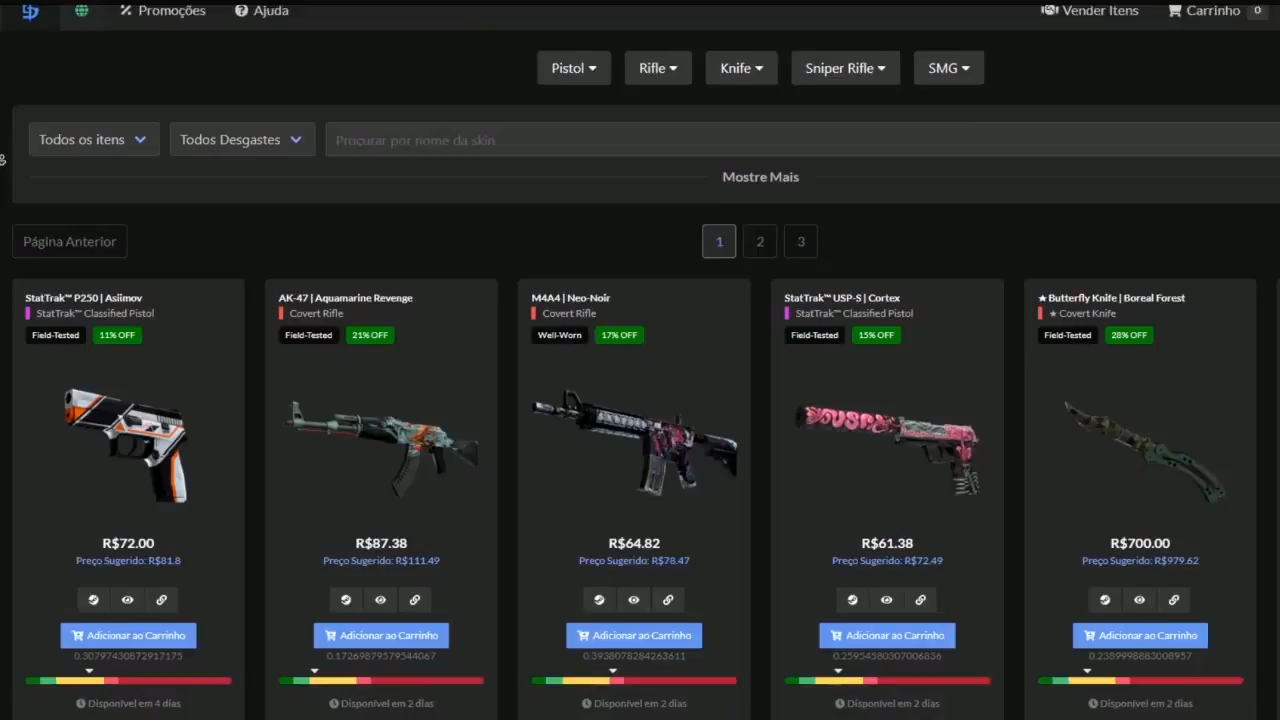 Promoções
Ajuda
Vender Itens
Carrinho 0
Pistol
Rifle
Knife
Sniper Rifle
SMG
Todos os itens
Todos Desgastes
Procurar por nome da skin
Mostre Mais
Página Anterior
1
2
3
StatTrak™ P250 | Asiimov
StatTrak™ Classified Pistol
Field-Tested
11% OFF
R$72.00
Preço Sugerido: R$81.8
Adicionar ao Carrinho
0.30797430872917175
Disponível em 4 dias
AK-47 | Aquamarine Revenge
Covert Rifle
Field-Tested
21% OFF
R$87.38
Preço Sugerido: R$111.49
Adicionar ao Carrinho
0.17269879579544067
Disponível em 2 dias
M4A4 | Neo-Noir
Covert Rifle
Well-Worn
17% OFF
R$64.82
Preço Sugerido: R$78.47
Adicionar ao Carrinho
0.3938078284263611
Disponível em 2 dias
StatTrak™ USP-S | Cortex
StatTrak™ Classified Pistol
Field-Tested
15% OFF
R$61.38
Preço Sugerido: R$72.49
Adicionar ao Carrinho
0.25954580307006836
Disponível em 2 dias
★ Butterfly Knife | Boreal Forest
★ Covert Knife
Field-Tested
28% OFF
R$700.00
Preço Sugerido: R$979.62
Adicionar ao Carrinho
0.2389998883008957
Disponível em 2 dias